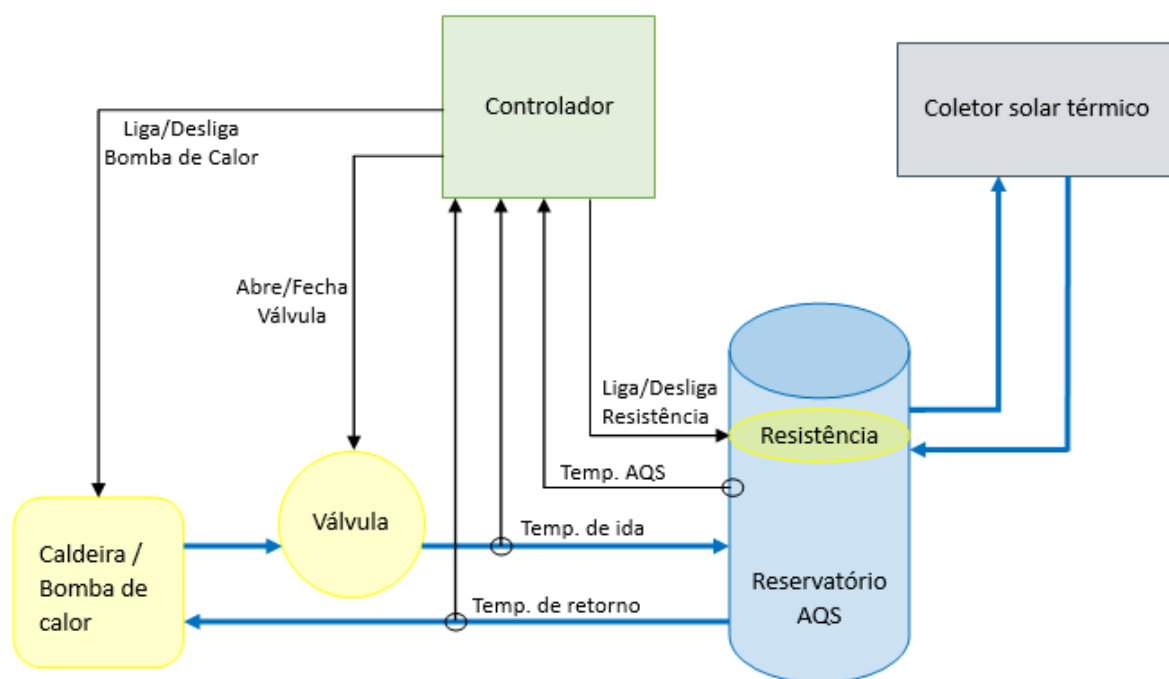 Controlador
Coletor solar térmico
Liga/Desliga
Bomba de Calor
Abre/Fecha
Válvula
Liga/Desliga
Resistência
Resistência
Temp. AQS
Válvula
Temp. de ida
Caldeira /
Bomba de
calor
Reservatório
AQS
Temp. de retorno